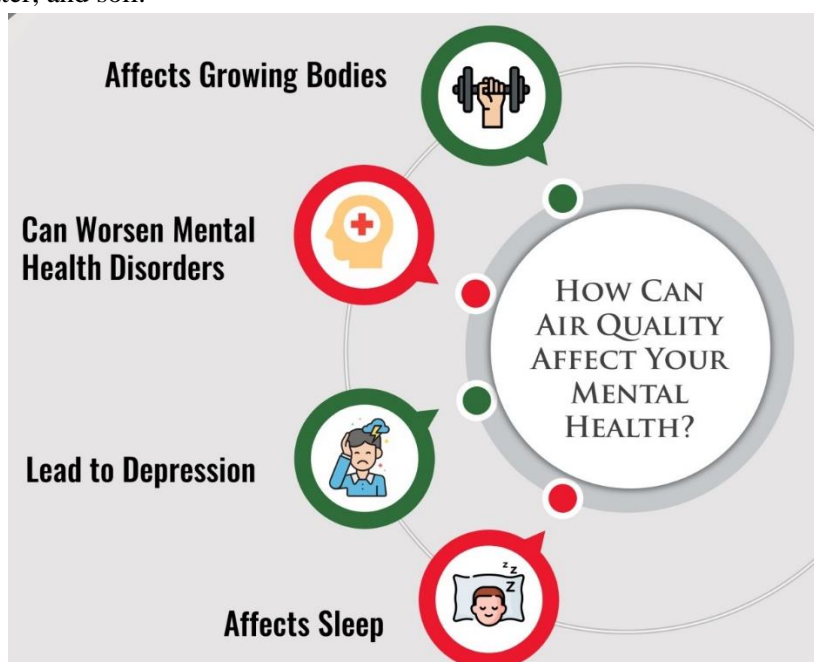 Affects Growing Bodies
Can Worsen Mental
Health Disorders
Lead to Depression
Affects Sleep
HOW CAN
AIR QUALITY
AFFECT YOUR
MENTAL
HEALTH?
z z
Z